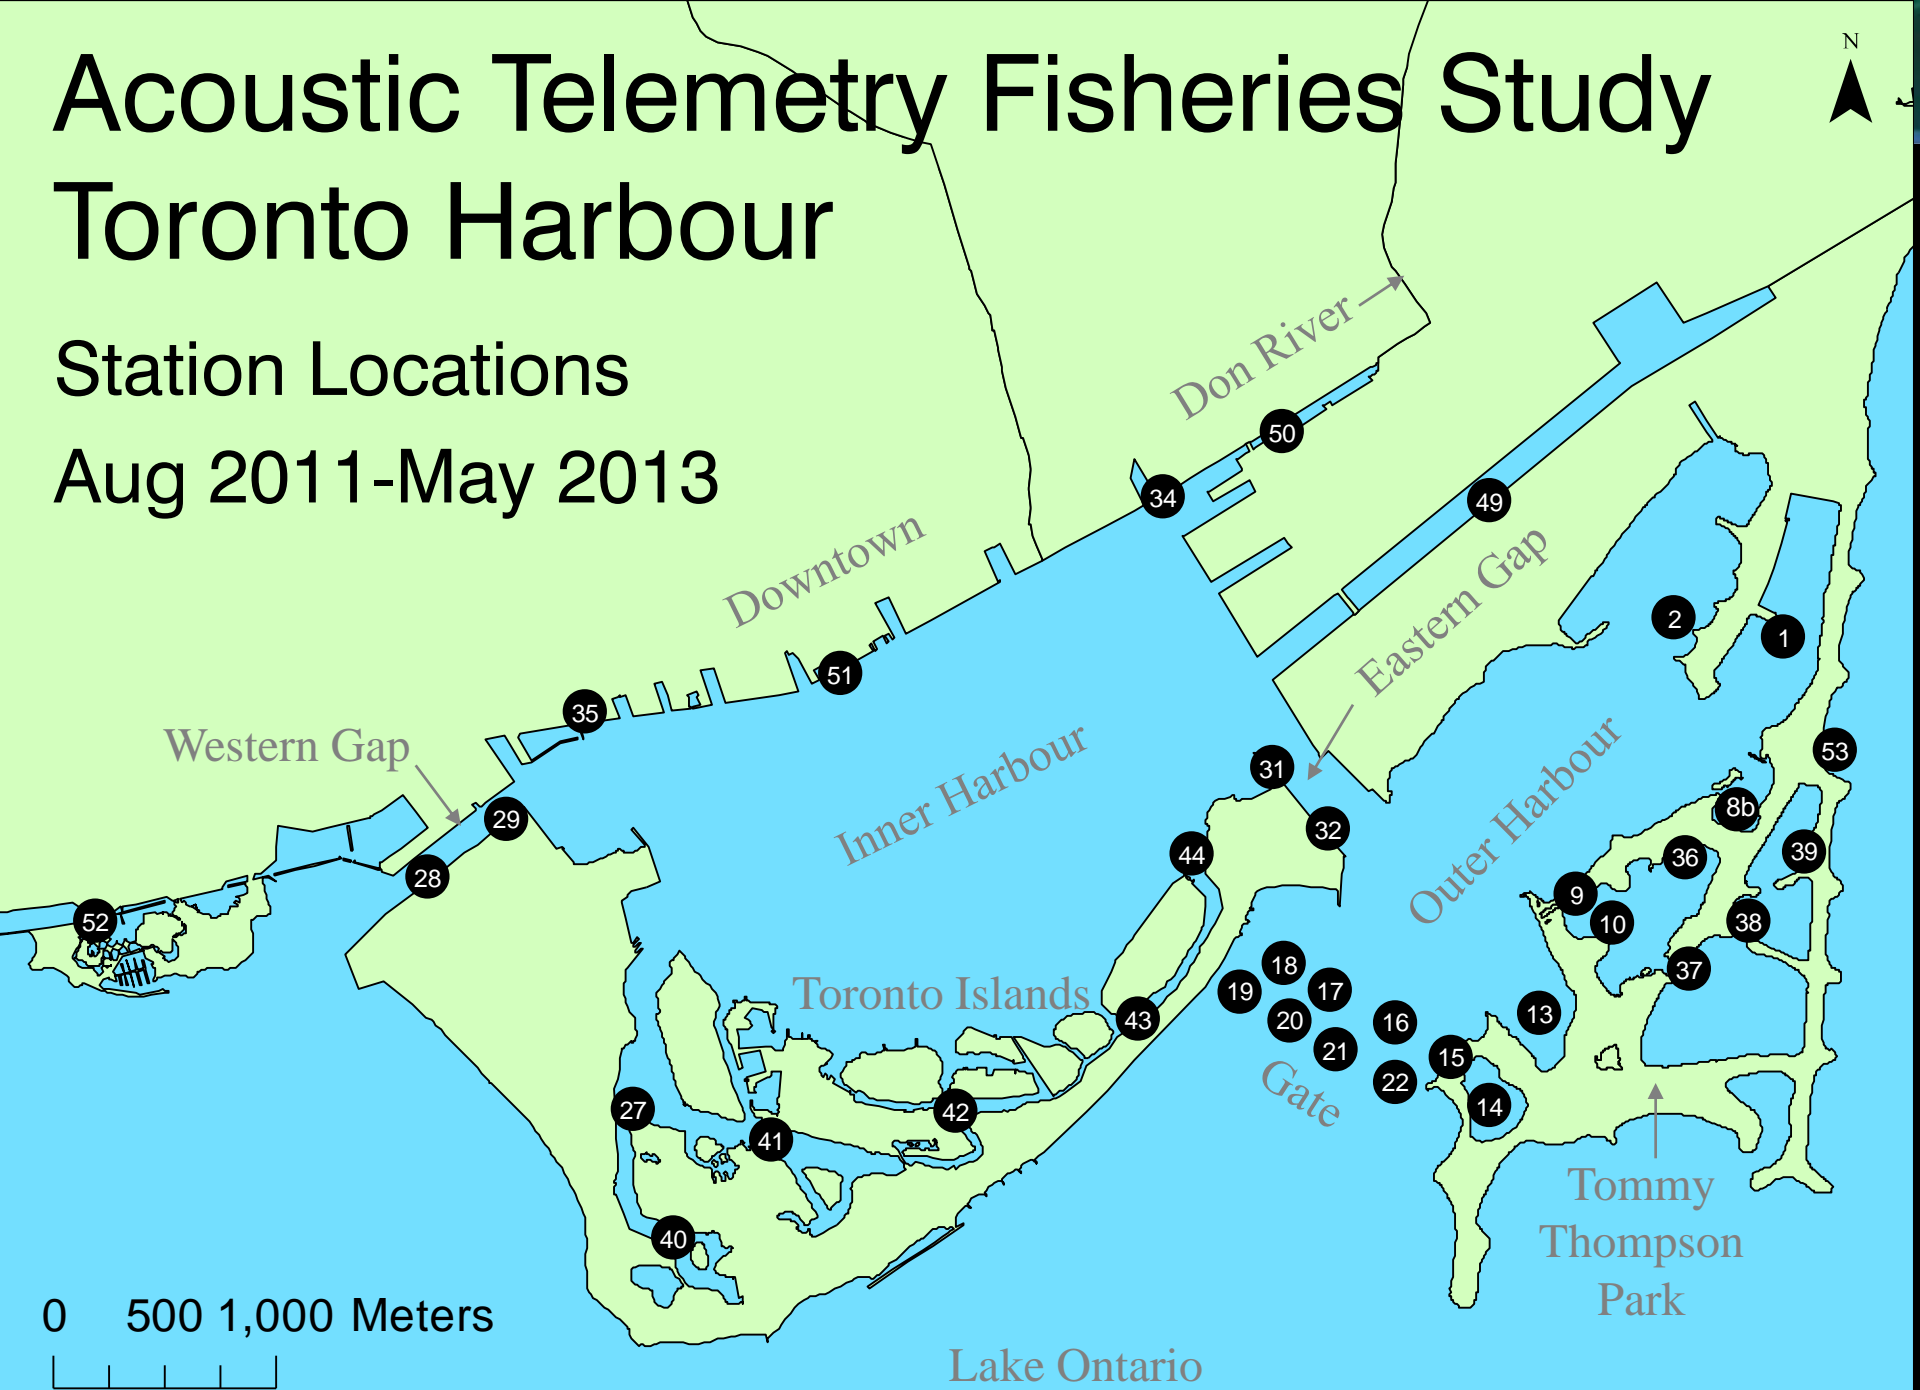 Acoustic Telemetry Fisheries Study
N
Toronto Harbour
Station Locations
Aug 2011-May 2013
Don River
50
34
49
Downtown
Eastern Gap
2
1
51
35
Western Gap
53
31
Inner Harbour
Outer Harbour
8b
29
32
44
36
39
28
9
52
10
38
18
37
Toronto Islands
19
17
13
43
20
16
21
15
Gate
22
27
42
14
41
Tommy
Thompson
Park
40
0 500 1,000 Meters
Lake Ontario